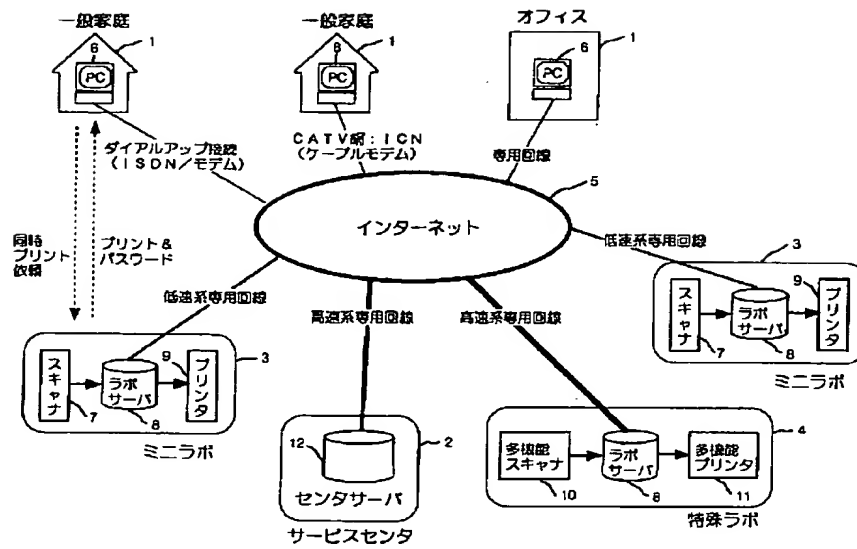 一般家庭
一般家庭
オフィス
6
1
PC
6
1
PC
6
1
PC
ダイアルアップ接続
(ISDN/モデム)
CATV網:ICN
(ケーブルモデム)
専用回線
5
インターネット
同時
プリント
依頼
プリント&
パスワード
低速系専用回線
高速系専用回線
高速系専用回線
低速系専用回線
スキャナ
7
ラボ
サーバ
8
9
プリンタ
3
ミニラボ
12
センタサーバ
2
サービスセンタ
多機能
スキャナ
10
ラボ
サーバ
8
多機能
プリンタ
11
4
特殊ラボ
スキャナ
7
ラボ
サーバ
8
9
プリンタ
3
ミニラボ